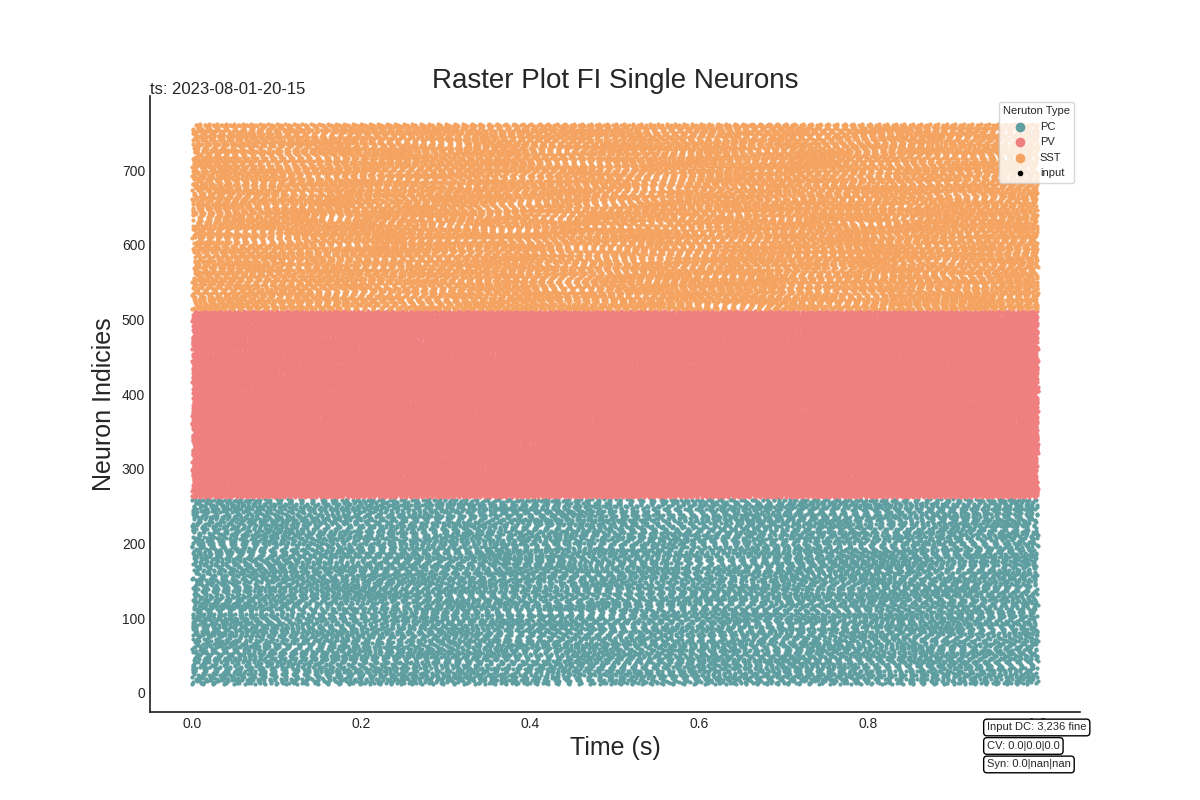 Raster Plot FI Single Neurons
ts: 2023-08-01-20-15
Neruton Type
PC
PV
SST
input
Neuron Indicies
700
600
500
400
300
200
100
0
0.0 0.2 0.4 0.6 0.8
Time (s)
Input DC: 3,236 fine
CV: 0.0|0.0|0.0
Syn: 0.0|nan|nan